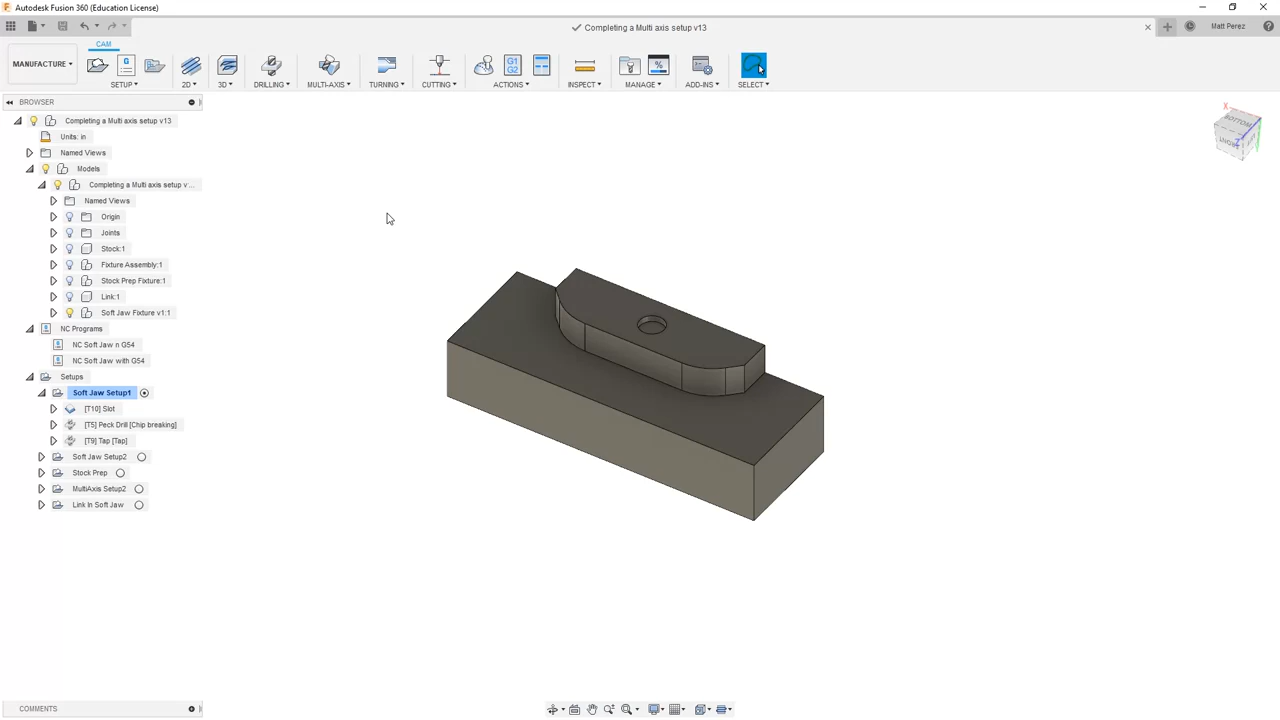 Autodesk Fusion 360 (Education License)
Completing a Multi axis setup v13
Matt Perez
CAM
MANUFACTURE
SETUP
2D
3D
DRILLING
MULTI-AXIS
TURNING
CUTTING
G1
G2
ACTIONS
INSPECT
MANAGE
ADD-INS
SELECT
BROWSER
Completing a Multi axis setup v13
Units: in
Named Views
Models
Completing a Multi axis setup v:...
Named Views
Origin
Joints
Stock:1
Fixture Assembly:1
Stock Prep Fixture:1
Link:1
Soft Jaw Fixture v1:1
NC Programs
NC Soft Jaw n G54
NC Soft Jaw with G54
Setups
Soft Jaw Setup1
[T10] Slot
[T5] Peck Drill [Chip breaking]
[T9] Tap [Tap]
Soft Jaw Setup2
Stock Prep
MultiAxis Setup2
Link in Soft Jaw
X
BOTTOM
FRONT
Z
COMMENTS